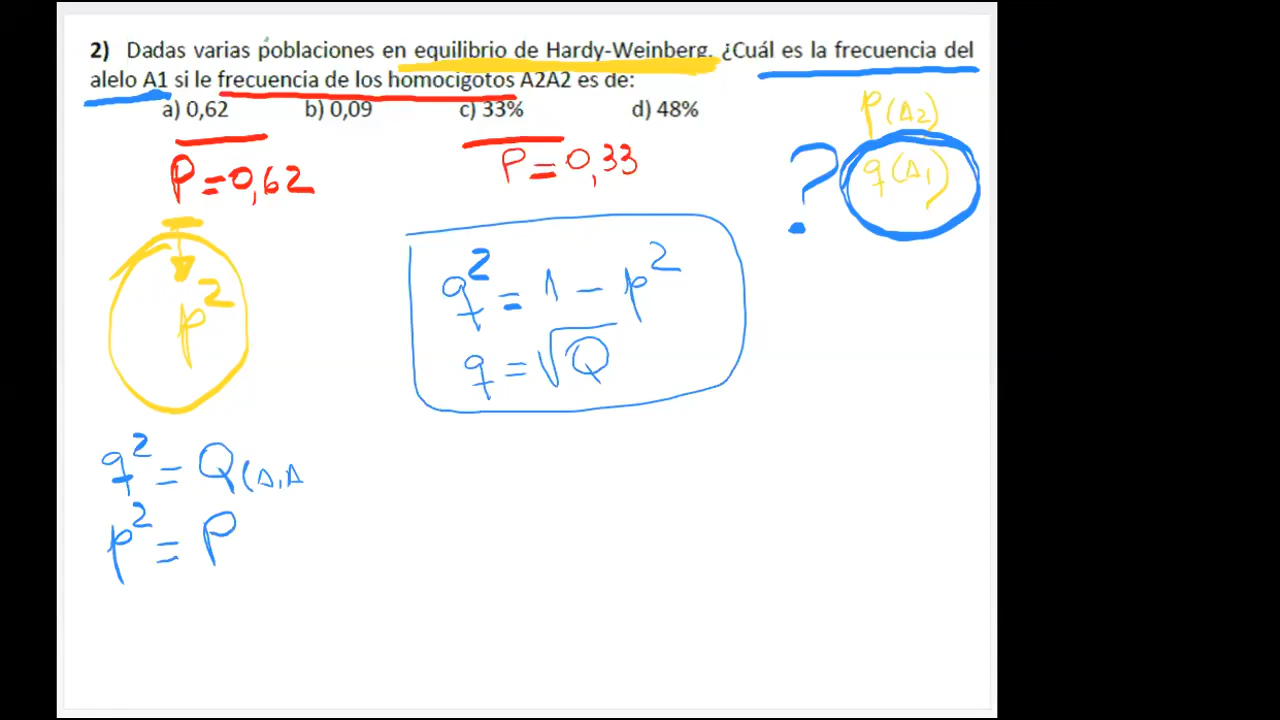 2) Dadas varias poblaciones en equilibrio de Hardy-Weinberg. ¿Cuál es la frecuencia del
alelo A1 si le frecuencia de los homocigotos A2A2 es de:
a) 0,62 b) 0,09 c) 33% d) 48%
p(A2)
P=0,62
P=0,33
? q(A1)
p²
q² = 1 - p²
q = √Q
q² = Q(A1A
p² = P